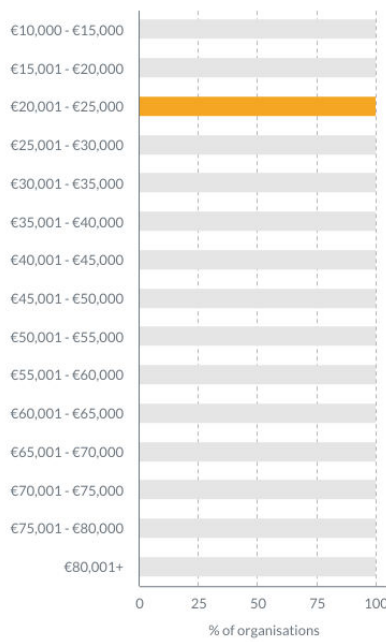 €10,000 - €15,000
€15,001 - €20,000
€20,001 - €25,000
€25,001 - €30,000
€30,001 - €35,000
€35,001 - €40,000
€40,001 - €45,000
€45,001 - €50,000
€50,001 - €55,000
€55,001 - €60,000
€60,001 - €65,000
€65,001 - €70,000
€70,001 - €75,000
€75,001 - €80,000
€80,001+
0 25 50 75 100
% of organisations